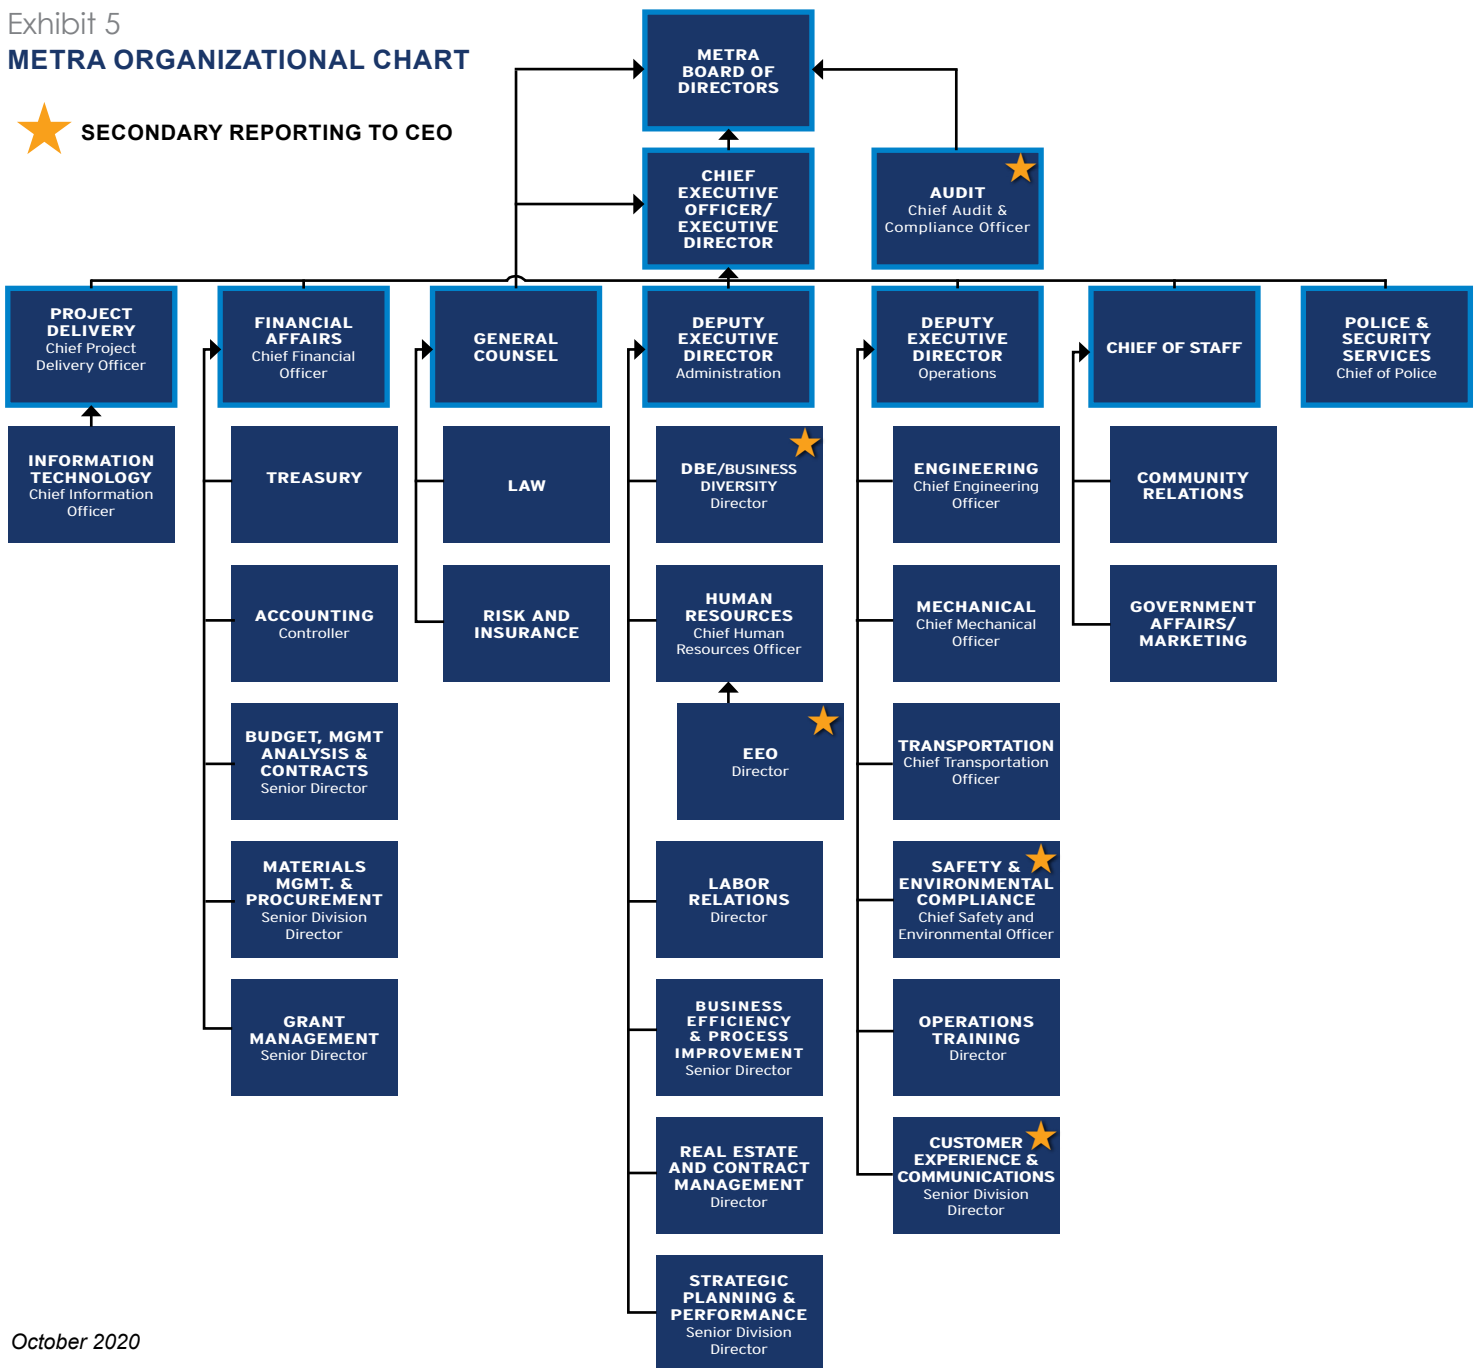 Exhibit 5
METRA ORGANIZATIONAL CHART
SECONDARY REPORTING TO CEO
METRA
BOARD OF
DIRECTORS
CHIEF
EXECUTIVE
OFFICER/
EXECUTIVE
DIRECTOR
AUDIT
Chief Audit &
Compliance Officer
PROJECT
DELIVERY
Chief Project
Delivery Officer
FINANCIAL
AFFAIRS
Chief Financial
Officer
GENERAL
COUNSEL
DEPUTY
EXECUTIVE
DIRECTOR
Administration
DEPUTY
EXECUTIVE
DIRECTOR
Operations
CHIEF OF STAFF
POLICE &
SECURITY
SERVICES
Chief of Police
INFORMATION
TECHNOLOGY
Chief Information
Officer
TREASURY
LAW
DBE/BUSINESS
DIVERSITY
Director
ENGINEERING
Chief Engineering
Officer
COMMUNITY
RELATIONS
ACCOUNTING
Controller
RISK AND
INSURANCE
HUMAN
RESOURCES
Chief Human
Resources Officer
MECHANICAL
Chief Mechanical
Officer
GOVERNMENT
AFFAIRS/
MARKETING
BUDGET, MGMT
ANALYSIS &
CONTRACTS
Senior Director
EEO
Director
TRANSPORTATION
Chief Transportation
Officer
MATERIALS
MGMT. &
PROCUREMENT
Senior Division
Director
LABOR
RELATIONS
Director
SAFETY &
ENVIRONMENTAL
COMPLIANCE
Chief Safety and
Environmental Officer
GRANT
MANAGEMENT
Senior Director
BUSINESS
EFFICIENCY
& PROCESS
IMPROVEMENT
Senior Director
OPERATIONS
TRAINING
Director
REAL ESTATE
AND CONTRACT
MANAGEMENT
Director
CUSTOMER
EXPERIENCE &
COMMUNICATIONS
Senior Division
Director
STRATEGIC
PLANNING &
PERFORMANCE
Senior Division
Director
October 2020